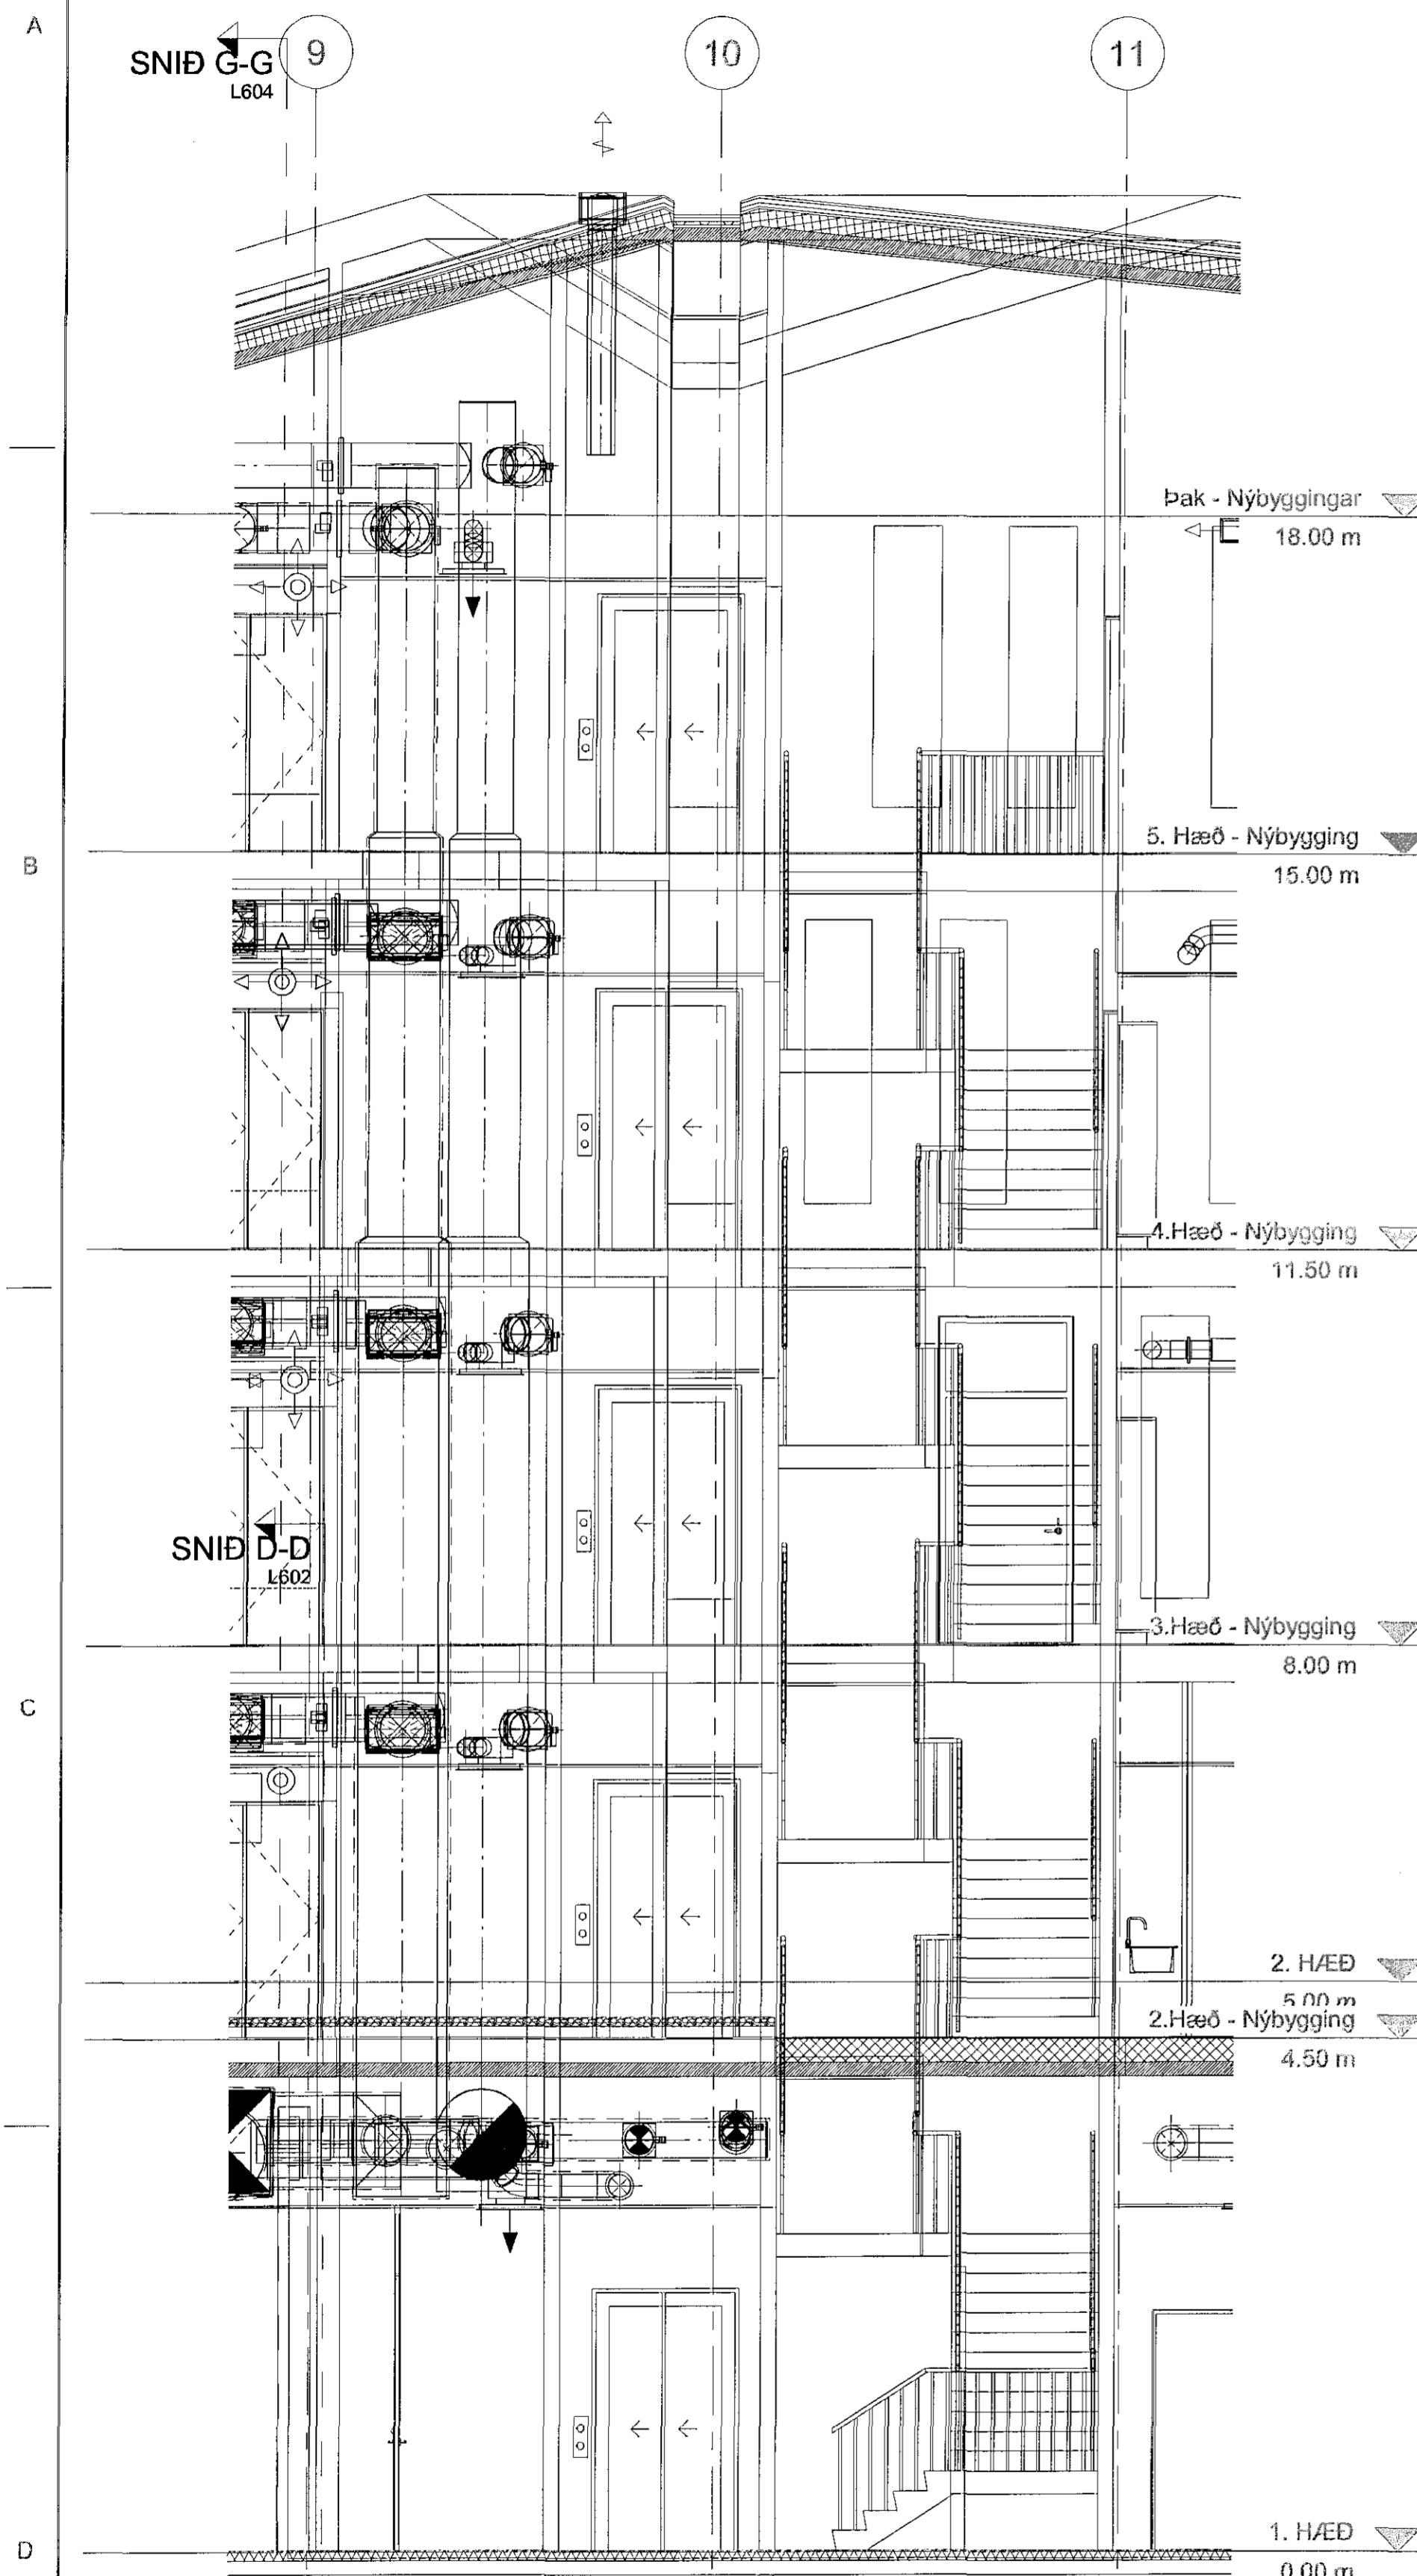 A
SNIÐ G-G
L604
9
10
11
Þak - Nýbyggingar
18.00 m
5. Hæð - Nýbygging
15.00 m
B
4.Hæð - Nýbygging
11.50 m
SNIÐ D-D
L602
3.Hæð - Nýbygging
8.00 m
C
2. HÆÐ
5.00 m
2.Hæð - Nýbygging
4.50 m
1. HÆÐ
D
0.00 m